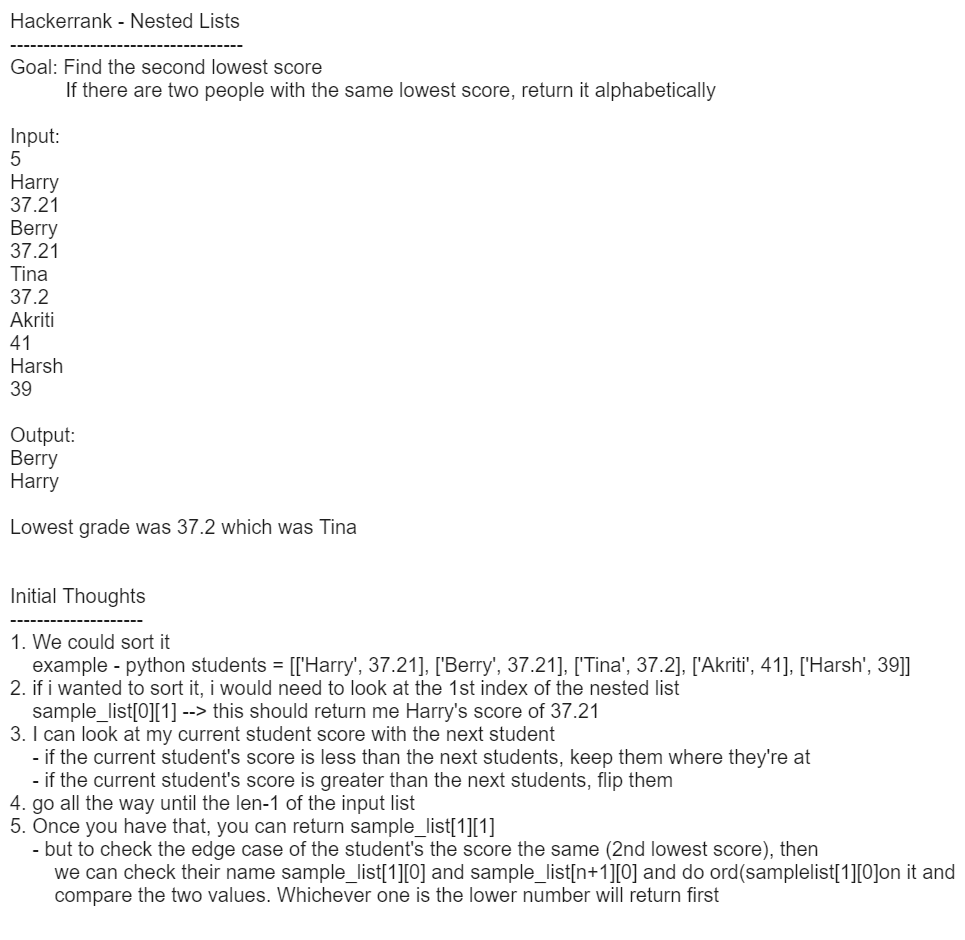 Hackerrank - Nested Lists
-----------------------------------
Goal: Find the second lowest score
If there are two people with the same lowest score, return it alphabetically
Input:
5
Harry
37.21
Berry
37.21
Tina
37.2
Akriti
41
Harsh
39
Output:
Berry
Harry
Lowest grade was 37.2 which was Tina
Initial Thoughts
--------------------
1. We could sort it
example - python students = [['Harry', 37.21], ['Berry', 37.21], ['Tina', 37.2], ['Akriti', 41], ['Harsh', 39]]
2. if i wanted to sort it, i would need to look at the 1st index of the nested list
sample_list[0][1] --> this should return me Harry's score of 37.21
3. I can look at my current student score with the next student
- if the current student's score is less than the next students, keep them where they're at
- if the current student's score is greater than the next students, flip them
4. go all the way until the len-1 of the input list
5. Once you have that, you can return sample_list[1][1]
- but to check the edge case of the student's the score the same (2nd lowest score), then
we can check their name sample_list[1][0] and sample_list[n+1][0] and do ord(samplelist[1][0]on it and
compare the two values. Whichever one is the lower number will return first